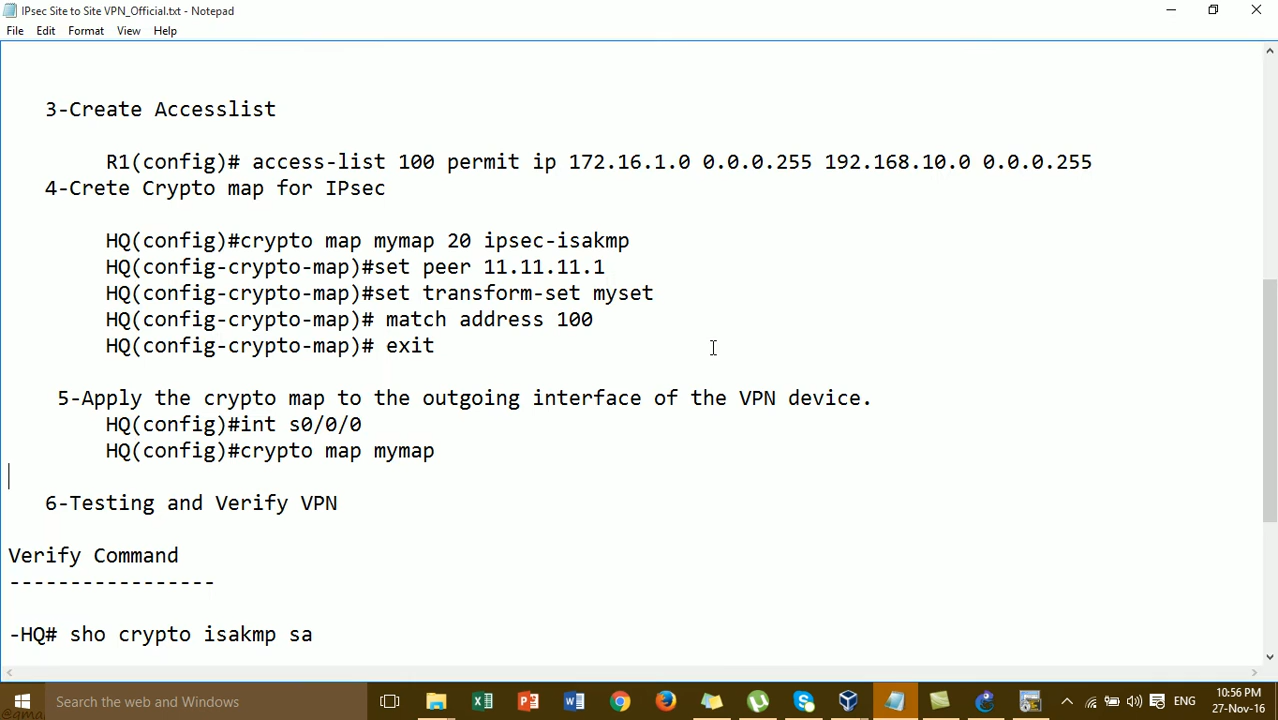 IPsec Site to Site VPN_Official.txt - Notepad
File Edit Format View Help
3-Create Accesslist
R1(config)# access-list 100 permit ip 172.16.1.0 0.0.0.255 192.168.10.0 0.0.0.255
4-Crete Crypto map for IPsec
HQ(config)#crypto map mymap 20 ipsec-isakmp
HQ(config-crypto-map)#set peer 11.11.11.1
HQ(config-crypto-map)#set transform-set myset
HQ(config-crypto-map)# match address 100
HQ(config-crypto-map)# exit
5-Apply the crypto map to the outgoing interface of the VPN device.
HQ(config)#int s0/0/0
HQ(config)#crypto map mymap
6-Testing and Verify VPN
Verify Command
-----------------
-HQ# sho crypto isakmp sa
Search the web and Windows
ENG
10:56 PM
27-Nov-16